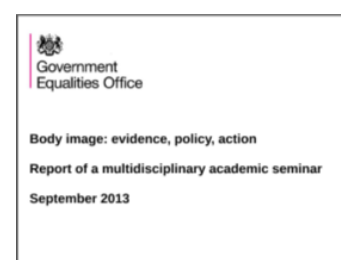 Government
Equalities Office
Body image: evidence, policy, action
Report of a multidisciplinary academic seminar
September 2013